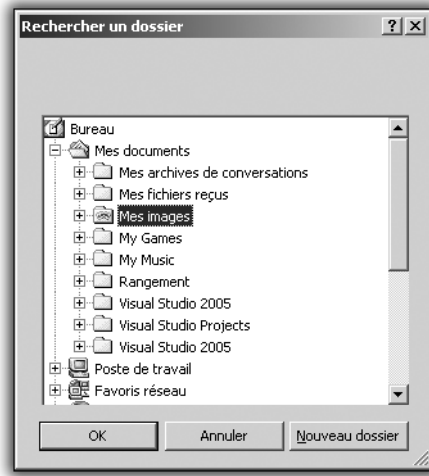 Rechercher un dossier
Bureau
Mes documents
Mes archives de conversations
Mes fichiers reçus
Mes images
My Games
My Music
Rangement
Visual Studio 2005
Visual Studio Projects
Visual Studio 2005
Poste de travail
Favoris réseau
OK Annuler Nouveau dossier